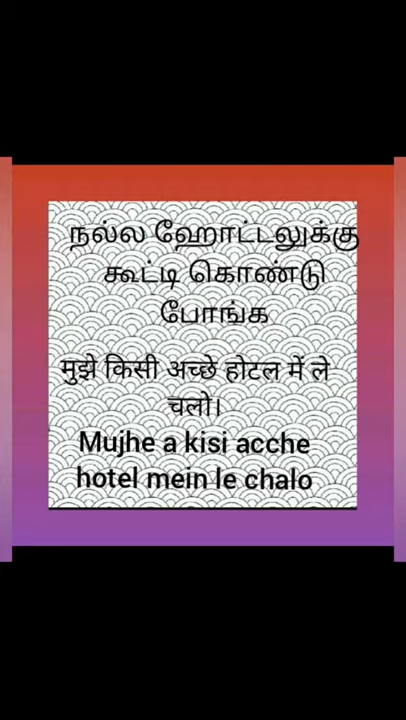 நல்ல ஹோட்டலுக்கு
கூட்டி கொண்டு
போங்க
मुझे किसी अच्छे होटल में ले
चलो।
Mujhe a kisi acche
hotel mein le chalo